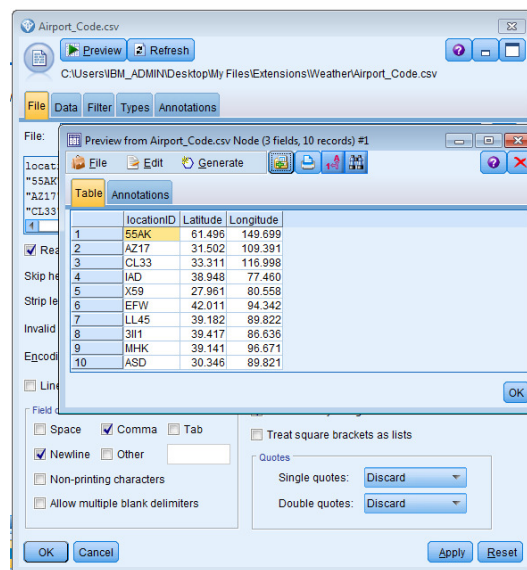 Airport_Code.csv
Preview Refresh
C:\Users\IBM_ADMIN\Desktop\My Files\Extensions\Weather\Airport_Code.csv
File Data Filter Types Annotations
File:
Preview from Airport_Code.csv Node (3 fields, 10 records) #1
File Edit Generate
Table Annotations
locationID Latitude Longitude
1 55AK 61.496 149.699
2 AZ17 31.502 109.391
3 CL33 33.311 116.998
4 IAD 38.948 77.460
5 X59 27.961 80.558
6 EFW 42.011 94.342
7 LL45 39.182 89.822
8 3II1 39.417 86.636
9 MHK 39.141 96.671
10 ASD 30.346 89.821
OK
locat
"55AK
"AZ17
"CL33
Rea
Skip he
Strip le
Invalid
Encodi
Line
Field
Space Comma Tab
Newline Other
Non-printing characters
Allow multiple blank delimiters
Treat square brackets as lists
Quotes
Single quotes: Discard
Double quotes: Discard
OK Cancel Apply Reset